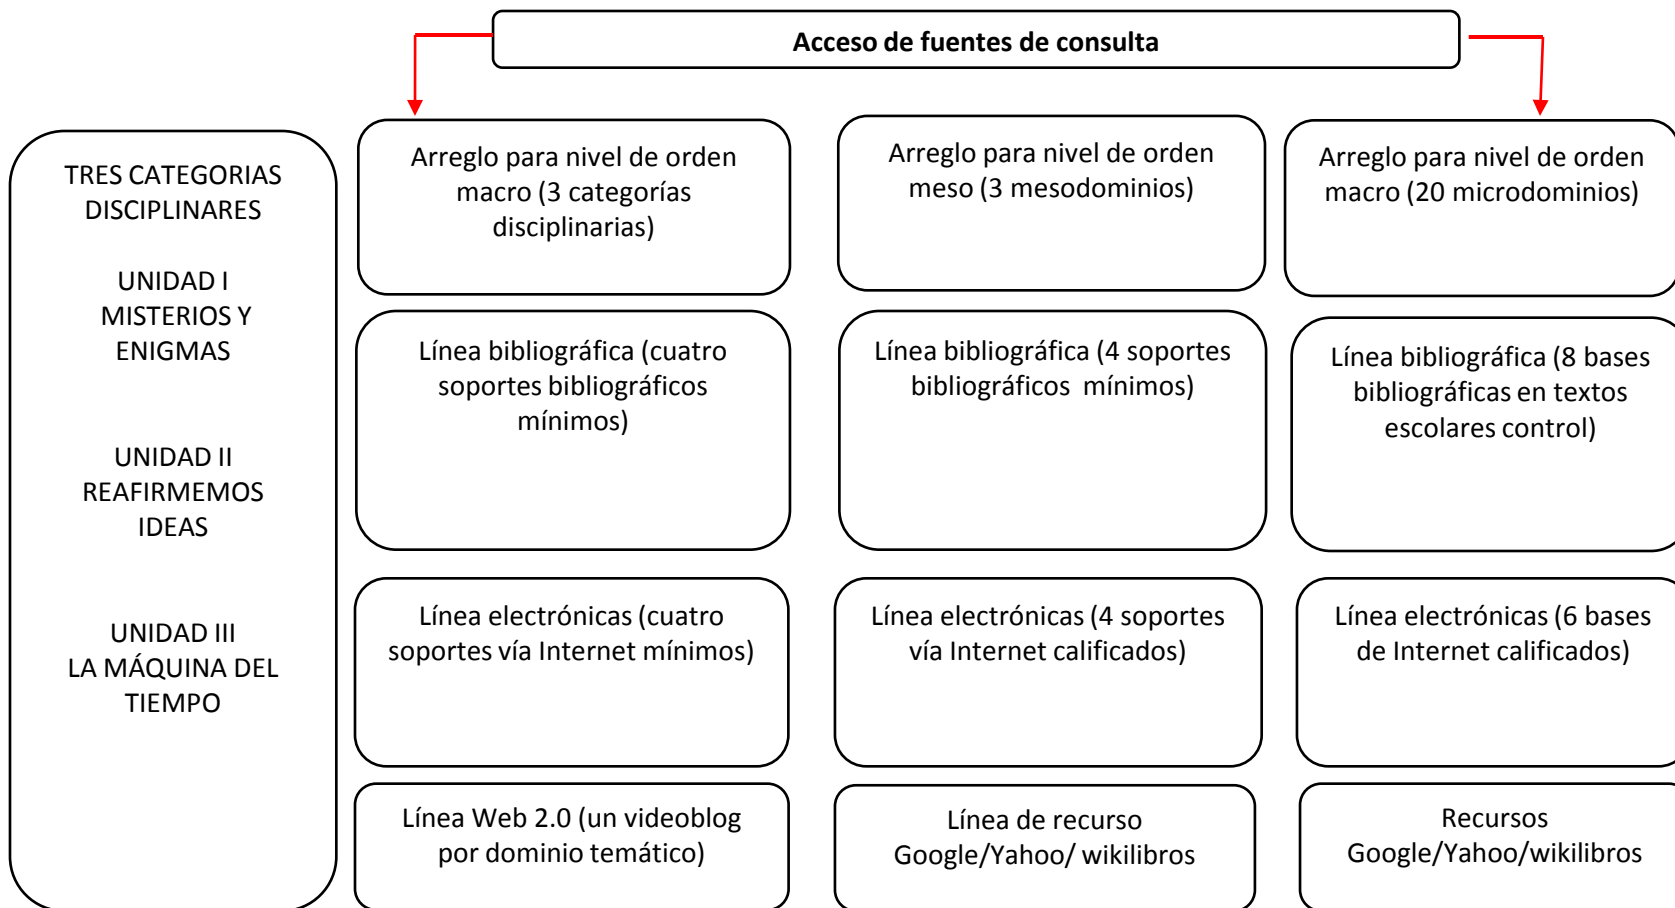 Acceso de fuentes de consulta
TRES CATEGORIAS
DISCIPLINARES
UNIDAD I
MISTERIOS Y
ENIGMAS
UNIDAD II
REAFIRMEMOS
IDEAS
UNIDAD III
LA MÁQUINA DEL
TIEMPO
Arreglo para nivel de orden
macro (3 categorías
disciplinarias)
Arreglo para nivel de orden
meso (3 mesodominios)
Arreglo para nivel de orden
macro (20 microdominios)
Línea bibliográfica (cuatro
soportes bibliográficos
mínimos)
Línea bibliográfica (4 soportes
bibliográficos mínimos)
Línea bibliográfica (8 bases
bibliográficas en textos
escolares control)
Línea electrónicas (cuatro
soportes vía Internet mínimos)
Línea electrónicas (4 soportes
vía Internet calificados)
Línea electrónicas (6 bases
de Internet calificados)
Línea Web 2.0 (un videoblog
por dominio temático)
Línea de recurso
Google/Yahoo/ wikilibros
Recursos
Google/Yahoo/wikilibros